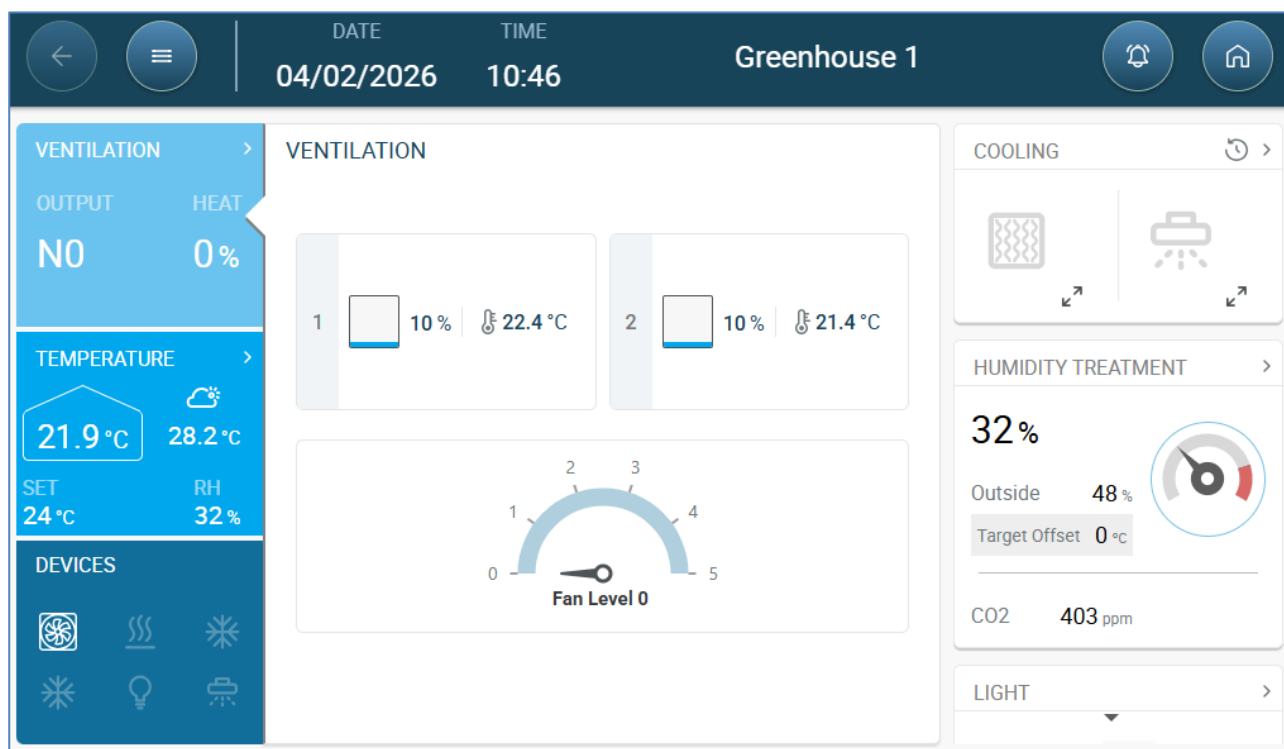 DATE TIME
04/02/2026 10:46
Greenhouse 1
VENTILATION
OUTPUT HEAT
N0 0 %
TEMPERATURE
21.9 °C 28.2 °C
SET RH
24 °C 32 %
DEVICES
VENTILATION
1 10 % 22.4 °C
2 10 % 21.4 °C
0 1 2 3 4 5
Fan Level 0
COOLING
HUMIDITY TREATMENT
32 %
Outside 48 %
Target Offset 0 °C
CO2 403 ppm
LIGHT